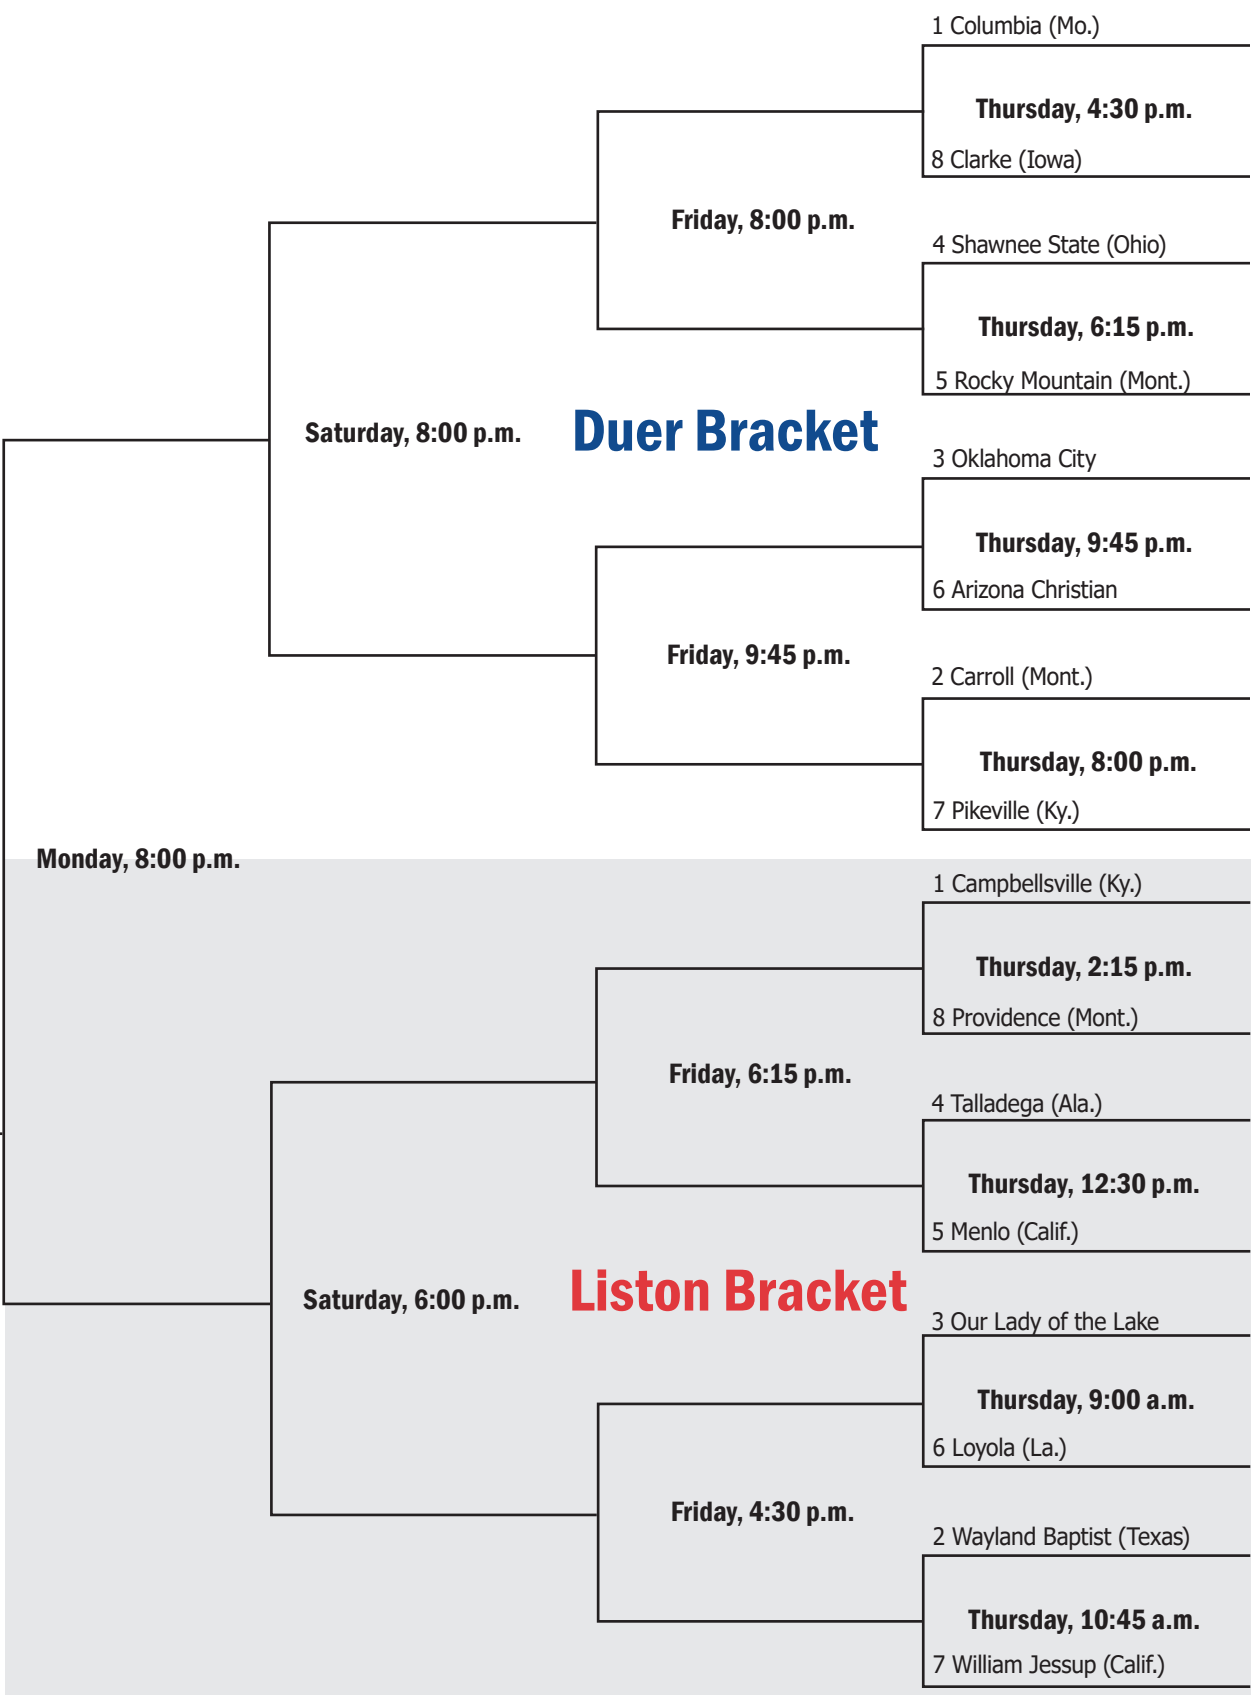 1 Columbia (Mo.)
Thursday, 4:30 p.m.
8 Clarke (Iowa)
Friday, 8:00 p.m.
4 Shawnee State (Ohio)
Thursday, 6:15 p.m.
5 Rocky Mountain (Mont.)
Saturday, 8:00 p.m.
Duer Bracket
3 Oklahoma City
Thursday, 9:45 p.m.
6 Arizona Christian
Friday, 9:45 p.m.
2 Carroll (Mont.)
Thursday, 8:00 p.m.
7 Pikeville (Ky.)
Monday, 8:00 p.m.
1 Campbellsville (Ky.)
Thursday, 2:15 p.m.
8 Providence (Mont.)
Friday, 6:15 p.m.
4 Talladega (Ala.)
Thursday, 12:30 p.m.
5 Menlo (Calif.)
Saturday, 6:00 p.m.
Liston Bracket
3 Our Lady of the Lake
Thursday, 9:00 a.m.
6 Loyola (La.)
Friday, 4:30 p.m.
2 Wayland Baptist (Texas)
Thursday, 10:45 a.m.
7 William Jessup (Calif.)